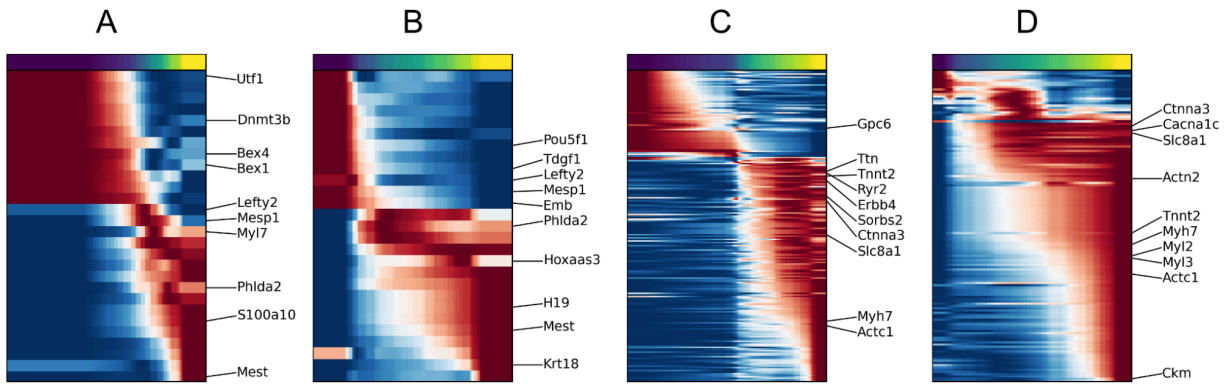 A
B
C
D
Utf1
Dnmt3b
Bex4
Bex1
Lefty2
Mesp1
Myl7
Phlda2
S100a10
Mest
Pou5f1
Tdgf1
Lefty2
Mesp1
Emb
Phlda2
Hoxaas3
H19
Mest
Krt18
Gpc6
Ttn
Tnnt2
Ryr2
Erbb4
Sorbs2
Ctnna3
Slc8a1
Myh7
Actc1
Ctnna3
Cacna1c
Slc8a1
Actn2
Tnnt2
Myh7
Myl2
Myl3
Actc1
Ckm